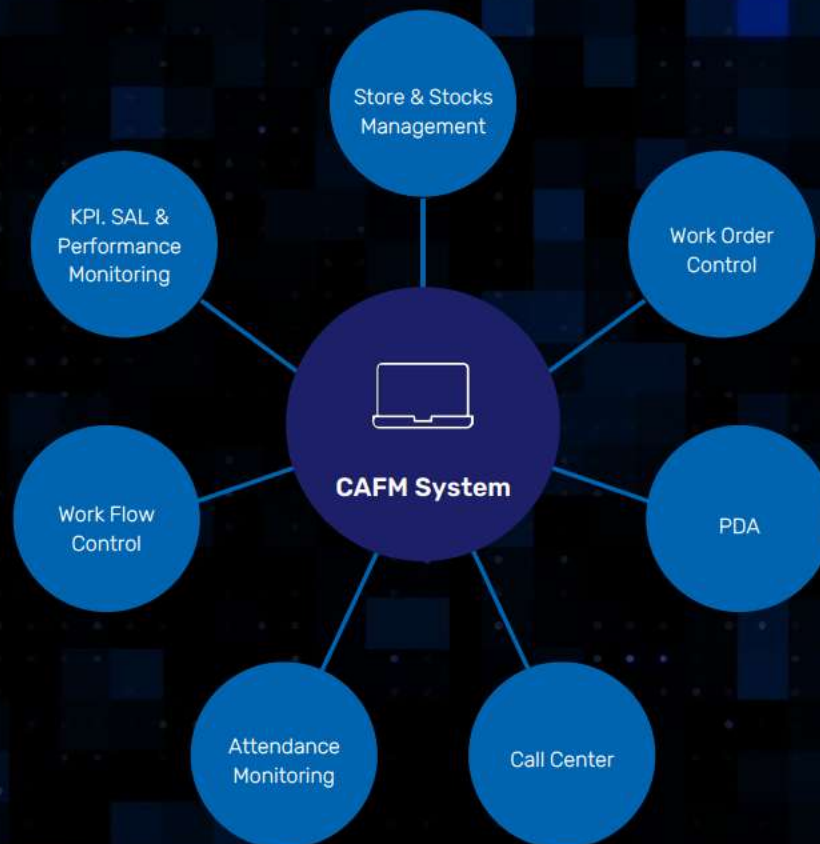 Store & Stocks
Management
KPI. SAL &
Performance
Monitoring
Work Order
Control
CAFM System
Work Flow
Control
PDA
Attendance
Monitoring
Call Center